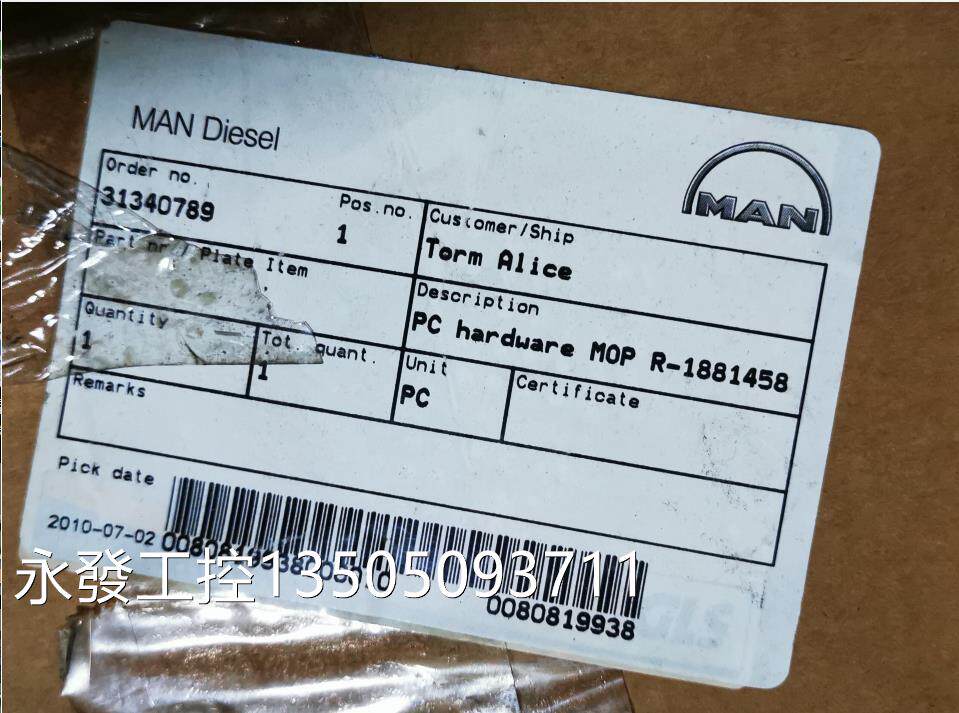 MAN Diesel
MAN
Order no.
31340789
Pos.no.
1
Customer/Ship
Torm Alice
Part nr / Plate Item
Description
PC hardware MOP R-1881458
Quantity
1
Tot. quant.
1
Unit
PC
Certificate
Remarks
Pick date
2010-07-02
永發工控13505093711
0080819938
GLS